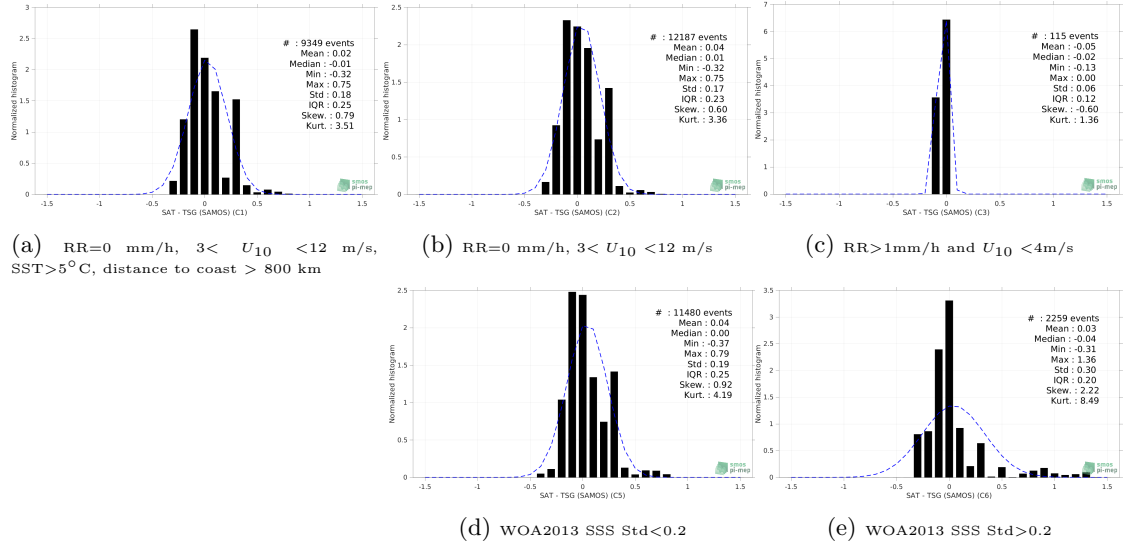 # : 9349 events
Mean : 0.02
Median : -0.01
Min : -0.32
Max : 0.75
Std : 0.18
IQR : 0.25
Skew. : 0.79
Kurt. : 3.51
Normalized histogram
3
2.5
2
1.5
1
0.5
0
-1.5 -1 -0.5 0 0.5 1 1.5
SAT - TSG (SAMOS) (C1)
smos
pi-mep
(a) RR=0 mm/h, 3< U10 <12 m/s,
SST>5°C, distance to coast > 800 km
# : 12187 events
Mean : 0.04
Median : 0.01
Min : -0.32
Max : 0.75
Std : 0.17
IQR : 0.23
Skew. : 0.60
Kurt. : 3.36
Normalized histogram
2.5
2
1.5
1
0.5
0
-1.5 -1 -0.5 0 0.5 1 1.5
SAT - TSG (SAMOS) (C2)
smos
pi-mep
(b) RR=0 mm/h, 3< U10 <12 m/s
# : 115 events
Mean : -0.05
Median : -0.02
Min : -0.13
Max : 0.00
Std : 0.06
IQR : 0.12
Skew. : -0.60
Kurt. : 1.36
Normalized histogram
7
6
5
4
3
2
1
0
-1.5 -1 -0.5 0 0.5 1 1.5
SAT - TSG (SAMOS) (C3)
smos
pi-mep
(c) RR>1mm/h and U10 <4m/s
# : 11480 events
Mean : 0.04
Median : 0.00
Min : -0.37
Max : 0.79
Std : 0.19
IQR : 0.25
Skew. : 0.92
Kurt. : 4.19
Normalized histogram
2.5
2
1.5
1
0.5
0
-1.5 -1 -0.5 0 0.5 1 1.5
SAT - TSG (SAMOS) (C5)
smos
pi-mep
(d) WOA2013 SSS Std<0.2
# : 2259 events
Mean : 0.03
Median : -0.04
Min : -0.31
Max : 1.36
Std : 0.30
IQR : 0.20
Skew. : 2.22
Kurt. : 8.49
Normalized histogram
3.5
3
2.5
2
1.5
1
0.5
0
-1.5 -1 -0.5 0 0.5 1 1.5
SAT - TSG (SAMOS) (C6)
smos
pi-mep
(e) WOA2013 SSS Std>0.2